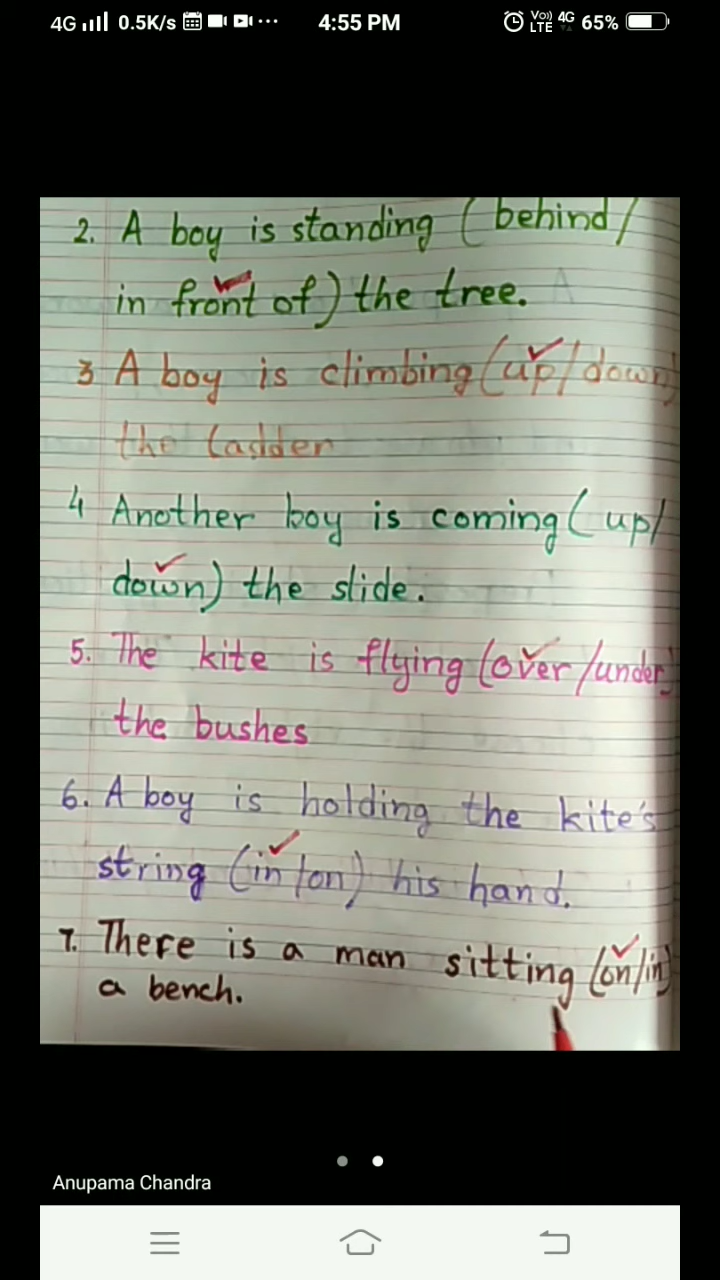 4G 0.5K/s ... 4:55 PM Vo) LTE 4G 65%
2. A boy is standing ( behind /
in front of ) the tree.
3 A boy is climbing ( up / down )
the ladder
4 Another boy is coming ( up /
down ) the slide.
5. The kite is flying ( over / under )
the bushes
6. A boy is holding the kite's
string ( in / on ) his hand.
7. There is a man sitting ( on / in )
a bench.
Anupama Chandra